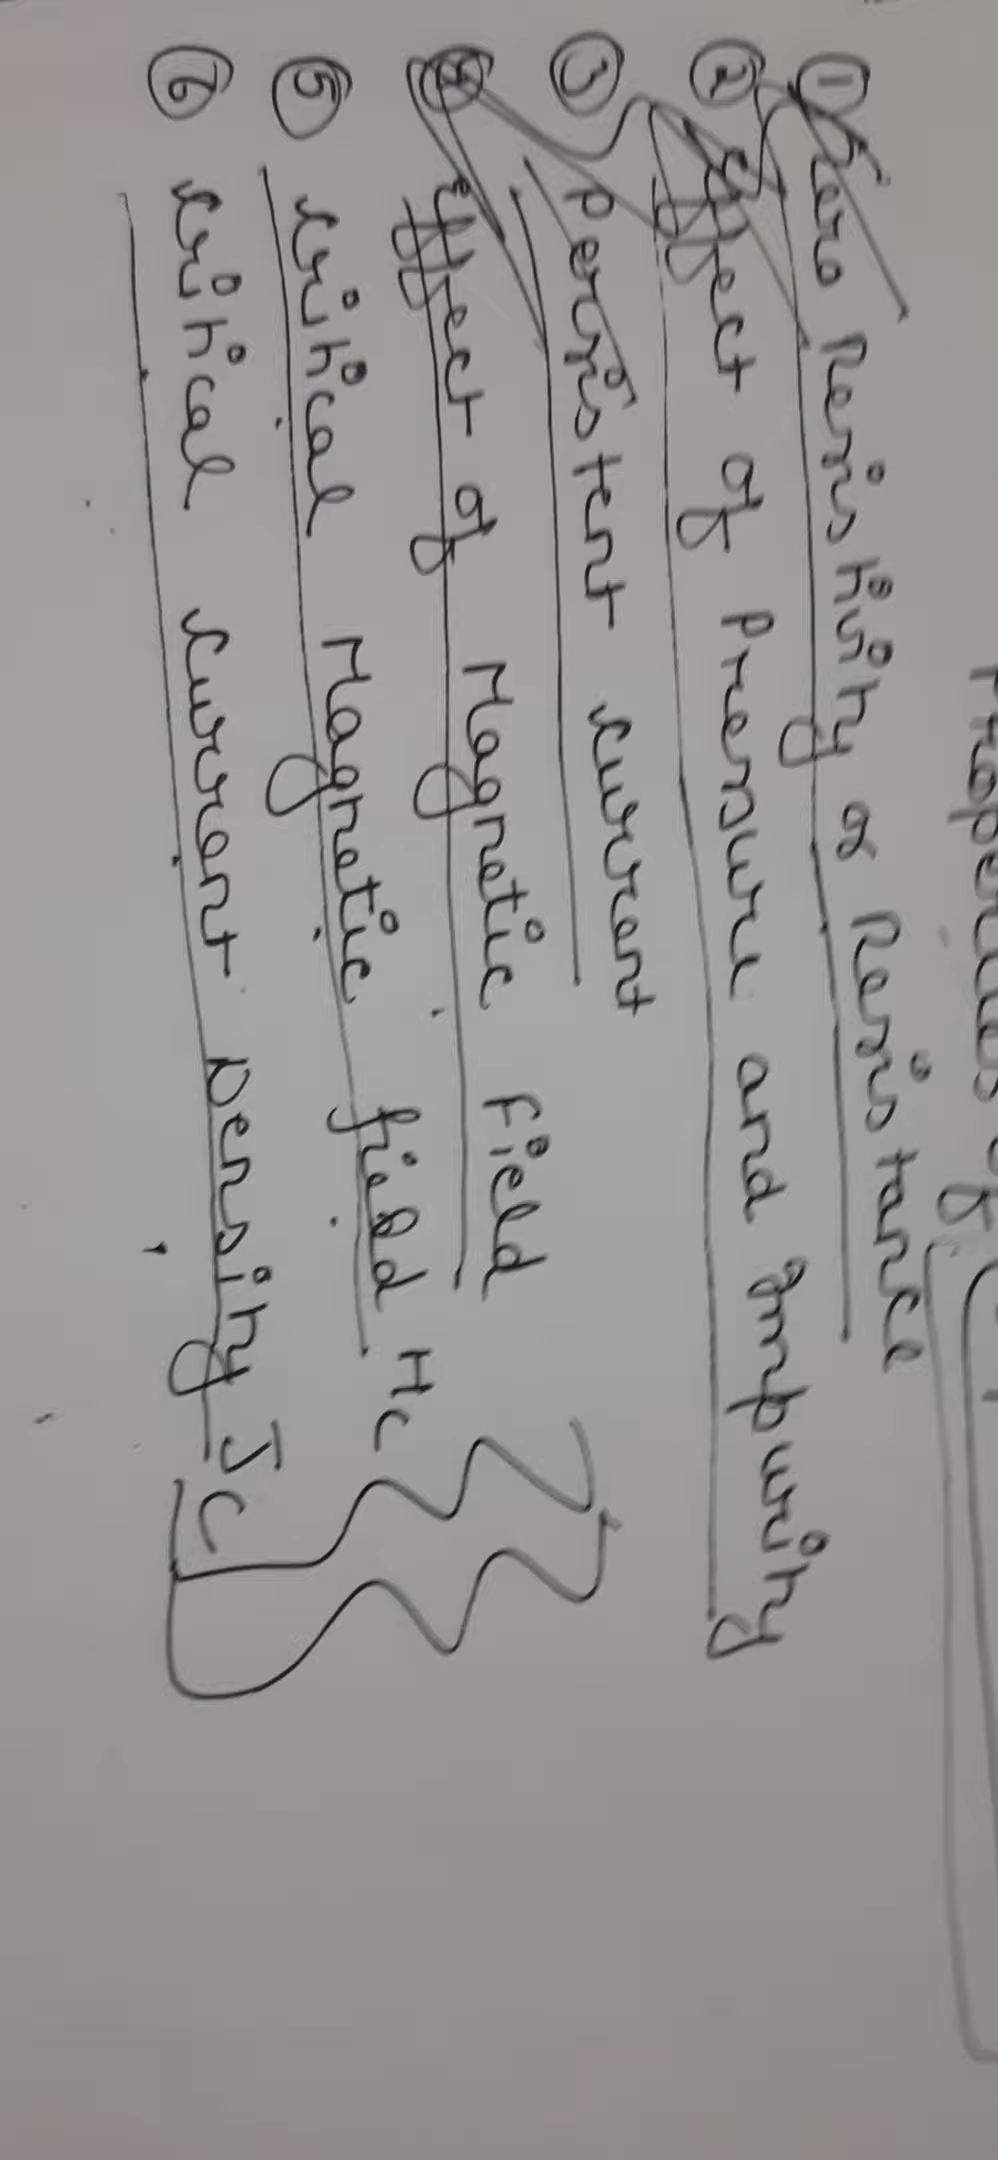 Properties of
① Zero Resistivity or Resistance
② Effect of Pressure and Impurity
③ Persistent current
④ Effect of Magnetic Field
⑤ critical Magnetic field Hc
⑥ critical current Density Jc